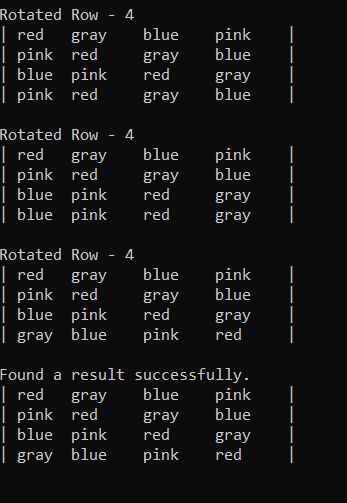 Rotated Row - 4
| red gray blue pink |
| pink red gray blue |
| blue pink red gray |
| pink red gray blue |
Rotated Row - 4
| red gray blue pink |
| pink red gray blue |
| blue pink red gray |
| blue pink red gray |
Rotated Row - 4
| red gray blue pink |
| pink red gray blue |
| blue pink red gray |
| gray blue pink red |
Found a result successfully.
| red gray blue pink |
| pink red gray blue |
| blue pink red gray |
| gray blue pink red |